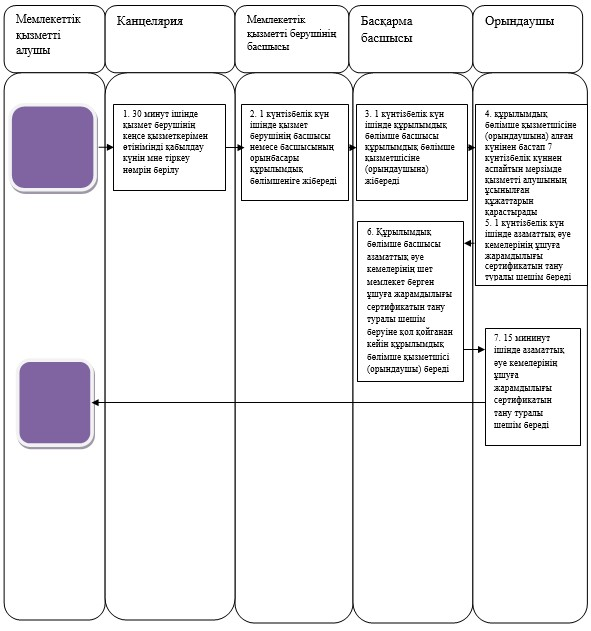 Мемлекеттік
қызметті
алушы
Канцелярия
Мемлекеттік
қызметті берушінің
басшысы
Басқарма
басшысы
Орындаушы
1. 30 минут ішінде
қызмет берушінің
кеңсе қызметкерімен
өтінімінді қабылдау
күнін мне тіркеу
нөмрін берілу
2. 1 күнтізбелік күн
ішінде қызмет
берушінің басшысы
немесе басшысының
орынбасары
құрылымдық
бөлімшеніге жібереді
3. 1 күнтізбелік күн
ішінде құрылымдық
бөлімше басшысы
құрылымдық бөлімше
қызметшісіне
(орындаушына)
жібереді
4. құрылымдық
бөлімше қызметшісіне
(орындаушына) алған
күнінен бастап 7
күнтізбелік күннен
аспайтын мерзімде
қызметті алушының
ұсынылған
құжаттарын
қарастырады
5. 1 күнтізбелік күн
ішінде азаматтық әуе
кемелерінің ұшуға
жарамдылығы
сертификатын тану
туралы шешім береді
6. Құрылымдық
бөлімше басшысы
азаматтық әуе
кемелерінің шет
мемлекет берген
ұшуға жарамдылығы
сертификатын тану
туралы шешім
беруіне қол қойғанан
кейін құрылымдық
бөлімше қызметшісі
(орындаушы) береді
7. 15 мининут
ішінде азаматтық
әуе кемелерінің
ұшуға
жарамдылығы
сертификатын
тану туралы
шешім береді